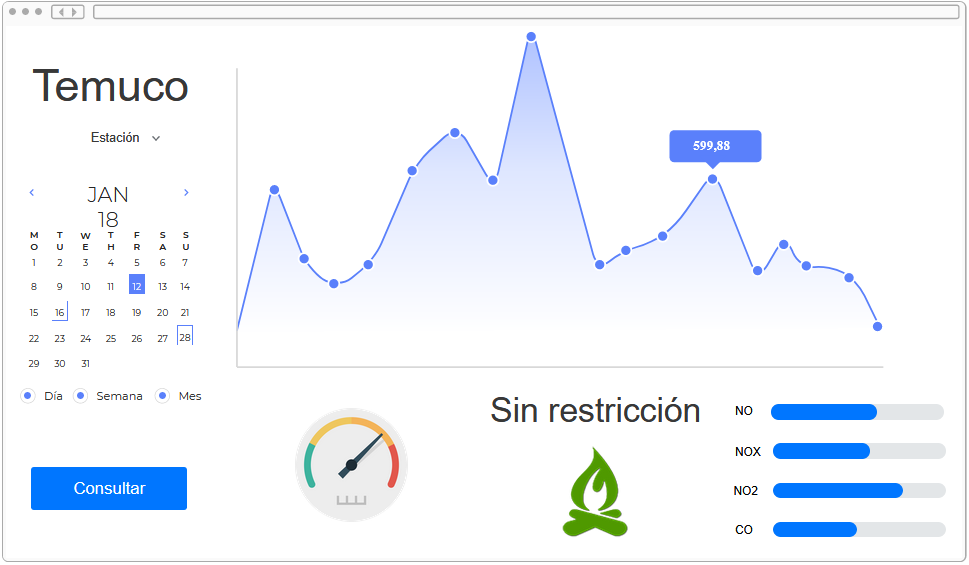 Temuco
Estación
JAN
18
MO TU WE TH FR SA SU
1 2 3 4 5 6 7
8 9 10 11 12 13 14
15 16 17 18 19 20 21
22 23 24 25 26 27 28
29 30 31
Día Semana Mes
Consultar
599,88
Sin restricción
NO
NOX
NO2
CO